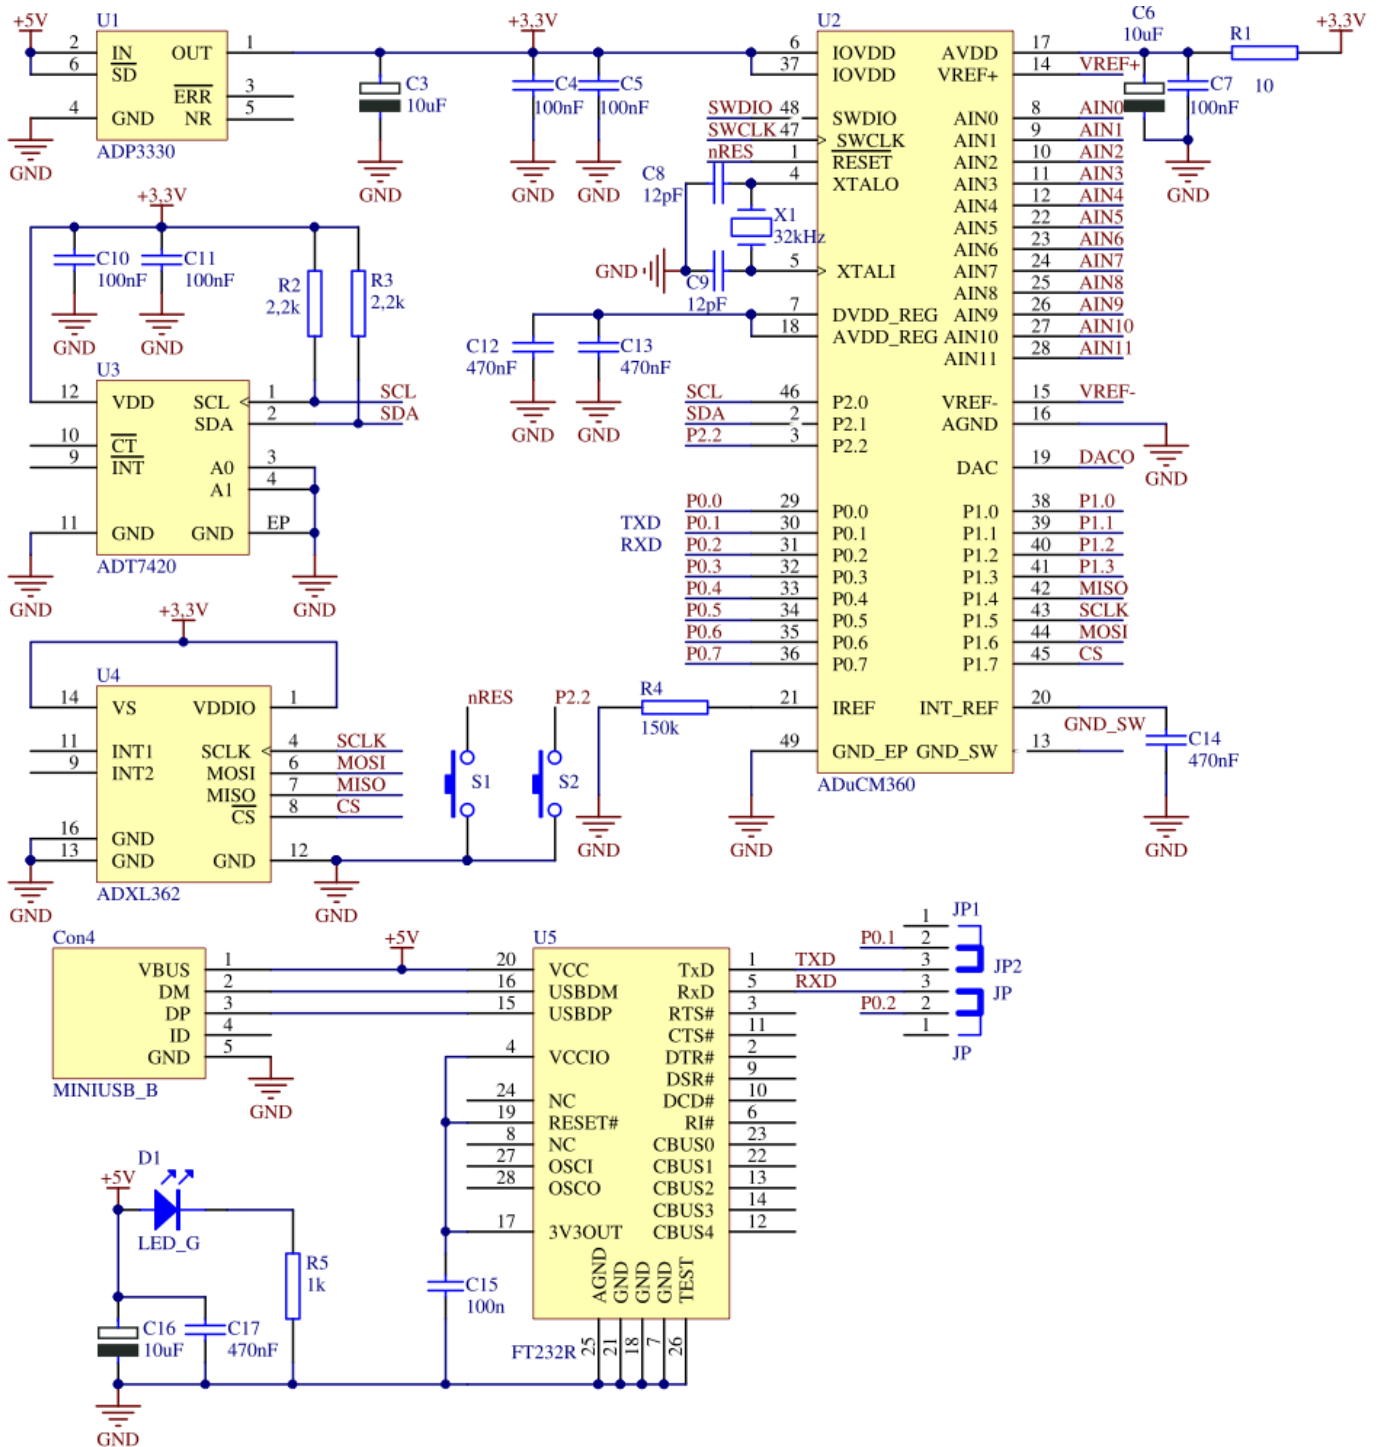 +5V
U1
2 IN OUT 1
6 SD
ERR 3
4 GND NR 5
ADP3330
GND
C3
10uF
GND
+3,3V
C4
100nF
GND
C5
100nF
GND
U2
6 IOVDD AVDD 17
37 IOVDD VREF+ 14 VREF+
SWDIO 48 SWDIO AIN0 8 AIN0
SWCLK 47 SWCLK AIN1 9 AIN1
nRES 1 RESET AIN2 10 AIN2
4 XTALO AIN3 11 AIN3
AIN4 12 AIN4
AIN5 22 AIN5
AIN6 23 AIN6
5 XTALI AIN7 24 AIN7
AIN8 25 AIN8
7 DVDD_REG AIN9 26 AIN9
18 AVDD_REG AIN10 27 AIN10
AIN11 28 AIN11
SCL 46 P2.0 VREF- 15 VREF-
SDA 2 P2.1 AGND 16
P2.2 3 P2.2
DAC 19 DACO
P0.0 29 P0.0 P1.0 38 P1.0
TXD P0.1 30 P0.1 P1.1 39 P1.1
RXD P0.2 31 P0.2 P1.2 40 P1.2
P0.3 32 P0.3 P1.3 41 P1.3
P0.4 33 P0.4 P1.4 42 MISO
P0.5 34 P0.5 P1.5 43 SCLK
P0.6 35 P0.6 P1.6 44 MOSI
P0.7 36 P0.7 P1.7 45 CS
21 IREF INT_REF 20
49 GND_EP GND_SW 13 GND_SW
ADuCM360
C6
10uF
C7
100nF
R1
10
+3,3V
GND
C8
12pF
X1
32kHz
GND
C9
12pF
C12
470nF
GND
C13
470nF
GND
GND
R4
150k
GND
GND
C14
470nF
GND
+3,3V
C10
100nF
GND
C11
100nF
GND
R2
2,2k
R3
2,2k
U3
12 VDD SCL 1 SCL
SDA 2 SDA
10 CT
9 INT A0 3
A1 4
11 GND GND EP
ADT7420
GND
GND
+3,3V
U4
14 VS VDDIO 1
11 INT1 SCLK 4 SCLK
9 INT2 MOSI 6 MOSI
MISO 7 MISO
CS 8 CS
16 GND
13 GND GND 12
ADXL362
GND
GND
nRES
S1
P2.2
S2
Con4
VBUS 1
DM 2
DP 3
ID 4
GND 5
MINIUSB_B
GND
+5V
U5
20 VCC TxD 1 TXD
16 USBDM RxD 5 RXD
15 USBDP RTS# 3
CTS# 11
4 VCCIO DTR# 2
DSR# 9
24 NC DCD# 10
19 RESET# RI# 6
8 NC CBUS0 23
27 OSCI CBUS1 22
28 OSCO CBUS2 13
CBUS3 14
17 3V3OUT CBUS4 12
AGND GND GND GND TEST
25 21 18 7 26
FT232R
C15
100n
1 JP1
P0.1 2
3 JP2
3 JP
P0.2 2
1 JP
D1
+5V
LED_G
R5
1k
C16
10uF
C17
470nF
GND